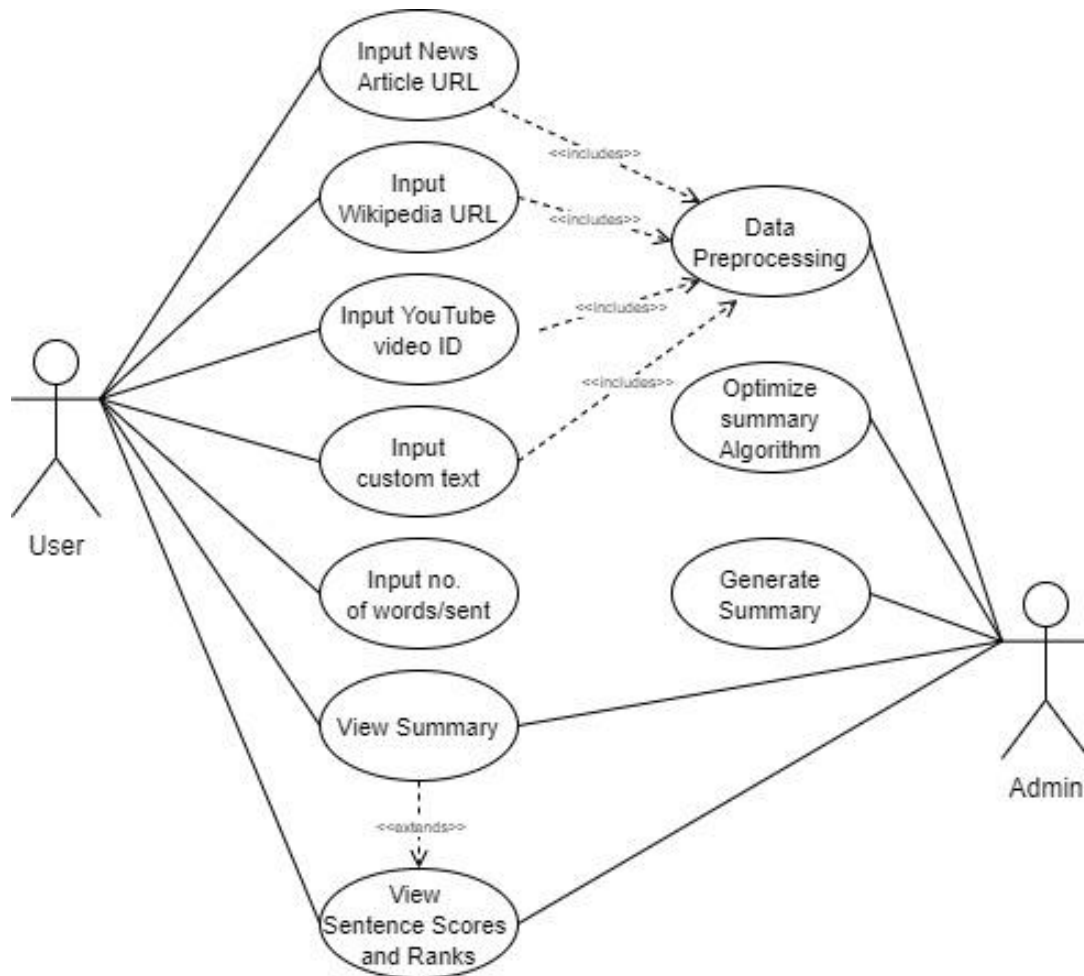 Input News
Article URL
<<includes>>
Input
Wikipedia URL
<<includes>>
Data
Preprocessing
Input YouTube
video ID
<<includes>>
<<includes>>
Optimize
summary
Algorithm
Input
custom text
User
Input no.
of words/sent
Generate
Summary
View Summary
Admin
<<extends>>
View
Sentence Scores
and Ranks